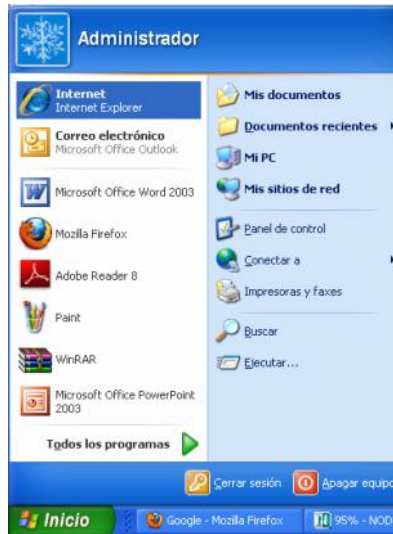 Administrador
Internet
Internet Explorer
Correo electrónico
Microsoft Office Outlook
Microsoft Office Word 2003
Mozilla Firefox
Adobe Reader 8
Paint
WinRAR
Microsoft Office PowerPoint
2003
Todos los programas
Mis documentos
Documentos recientes
Mi PC
Mis sitios de red
Panel de control
Conectar a
Impresoras y faxes
Buscar
Ejecutar...
Cerrar sesión
Apagar equipo
Inicio
Google - Mozilla Firefox
95% - NOD